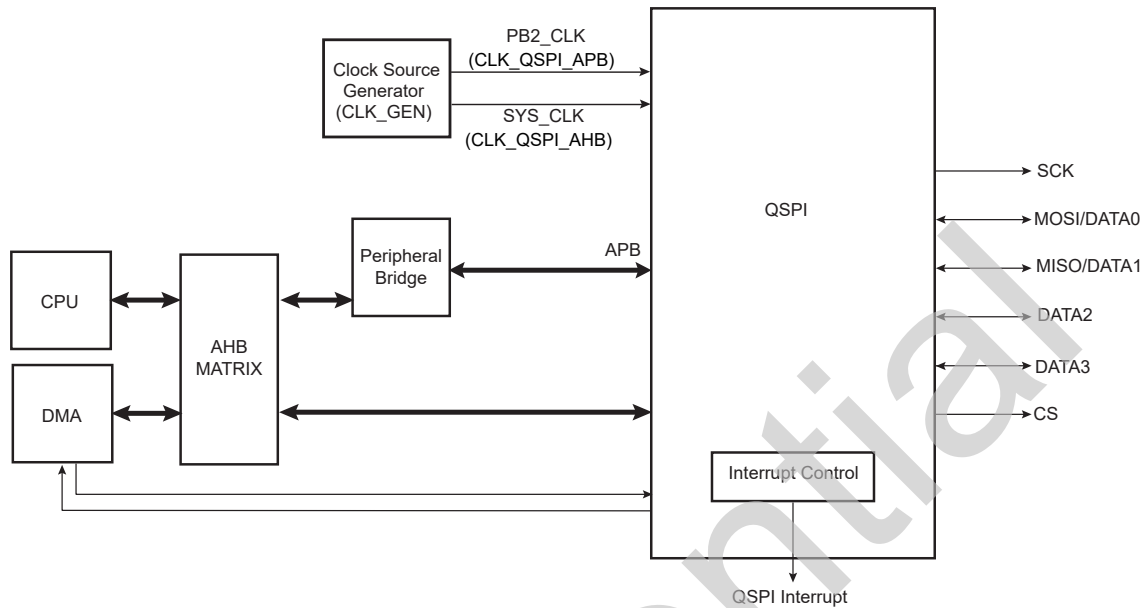 PB2_CLK
(CLK_QSPI_APB)
Clock Source
Generator
(CLK_GEN)
SYS_CLK
(CLK_QSPI_AHB)
QSPI
SCK
MOSI/DATA0
MISO/DATA1
DATA2
DATA3
CS
Peripheral
Bridge
APB
CPU
AHB
MATRIX
DMA
Interrupt Control
QSPI Interrupt
ential